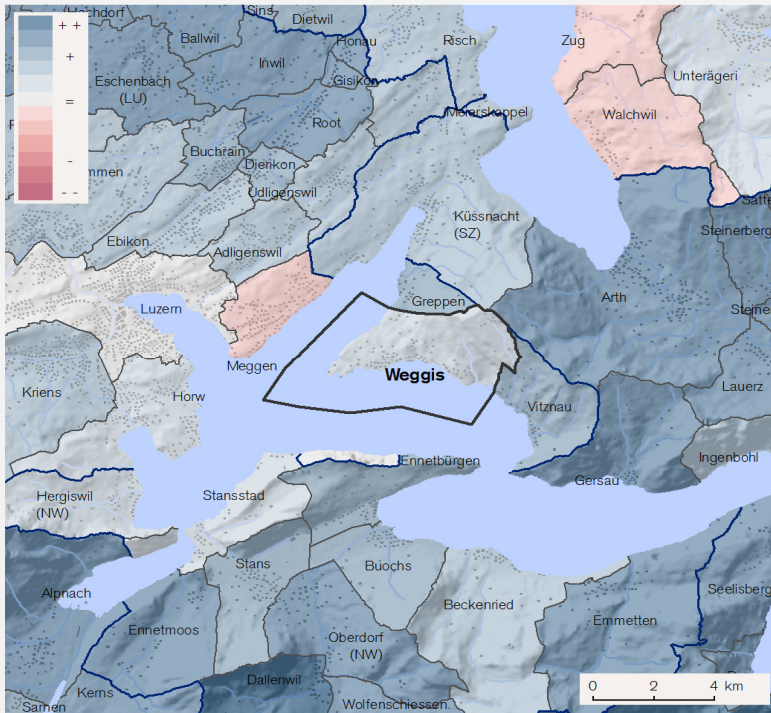 Hochdorf
Sins
Dietwil
+ +
Ballwil
Honau
Risch
Zug
+
Inwil
Unterägeri
Eschenbach
(LU)
Gisikon
=
Meierskappel
Walchwil
Root
Buchrain
Dierikon
-
mmen
Udligenswil
- -
Küssnacht
(SZ)
Steinerberg
Ebikon
Adligenswil
Arth
Greppen
Luzern
Meggen
Weggis
Lauerz
Kriens
Horw
Vitznau
Ennetbürgen
Ingenbohl
Gersau
Hergiswil
(NW)
Stansstad
Stans
Buochs
Alpnach
Seelisberg
Beckenried
Ennetmoos
Emmetten
Oberdorf
(NW)
Dallenwil
Kerns
0 2 4 km
Sarnen
Wolfenschiessen